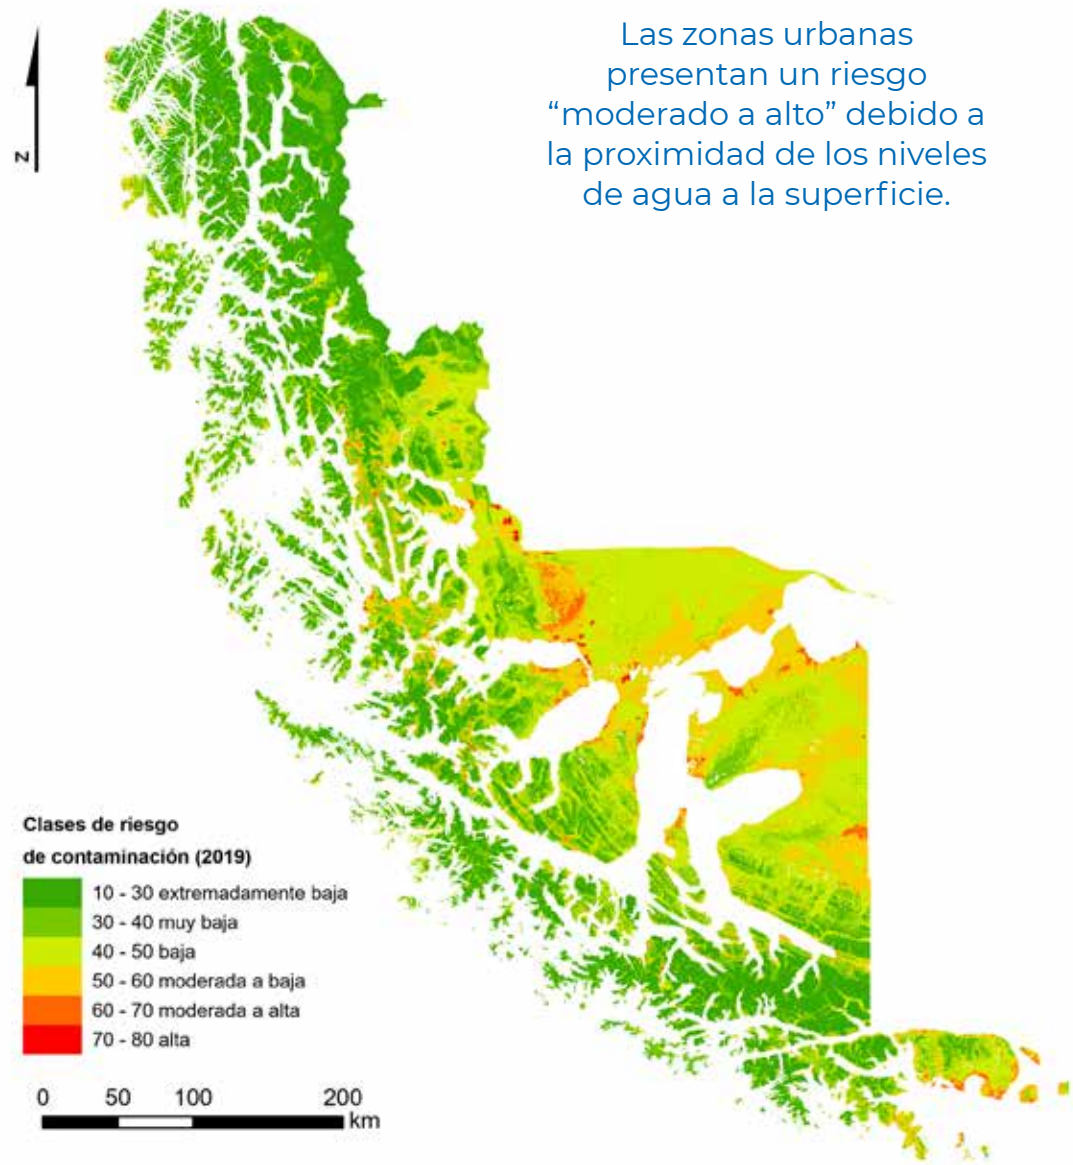 Las zonas urbanas
presentan un riesgo
“moderado a alto” debido a
la proximidad de los niveles
de agua a la superficie.
N
Clases de riesgo
de contaminación (2019)
10 - 30 extremadamente baja
30 - 40 muy baja
40 - 50 baja
50 - 60 moderada a baja
60 - 70 moderada a alta
70 - 80 alta
0 50 100 200
km